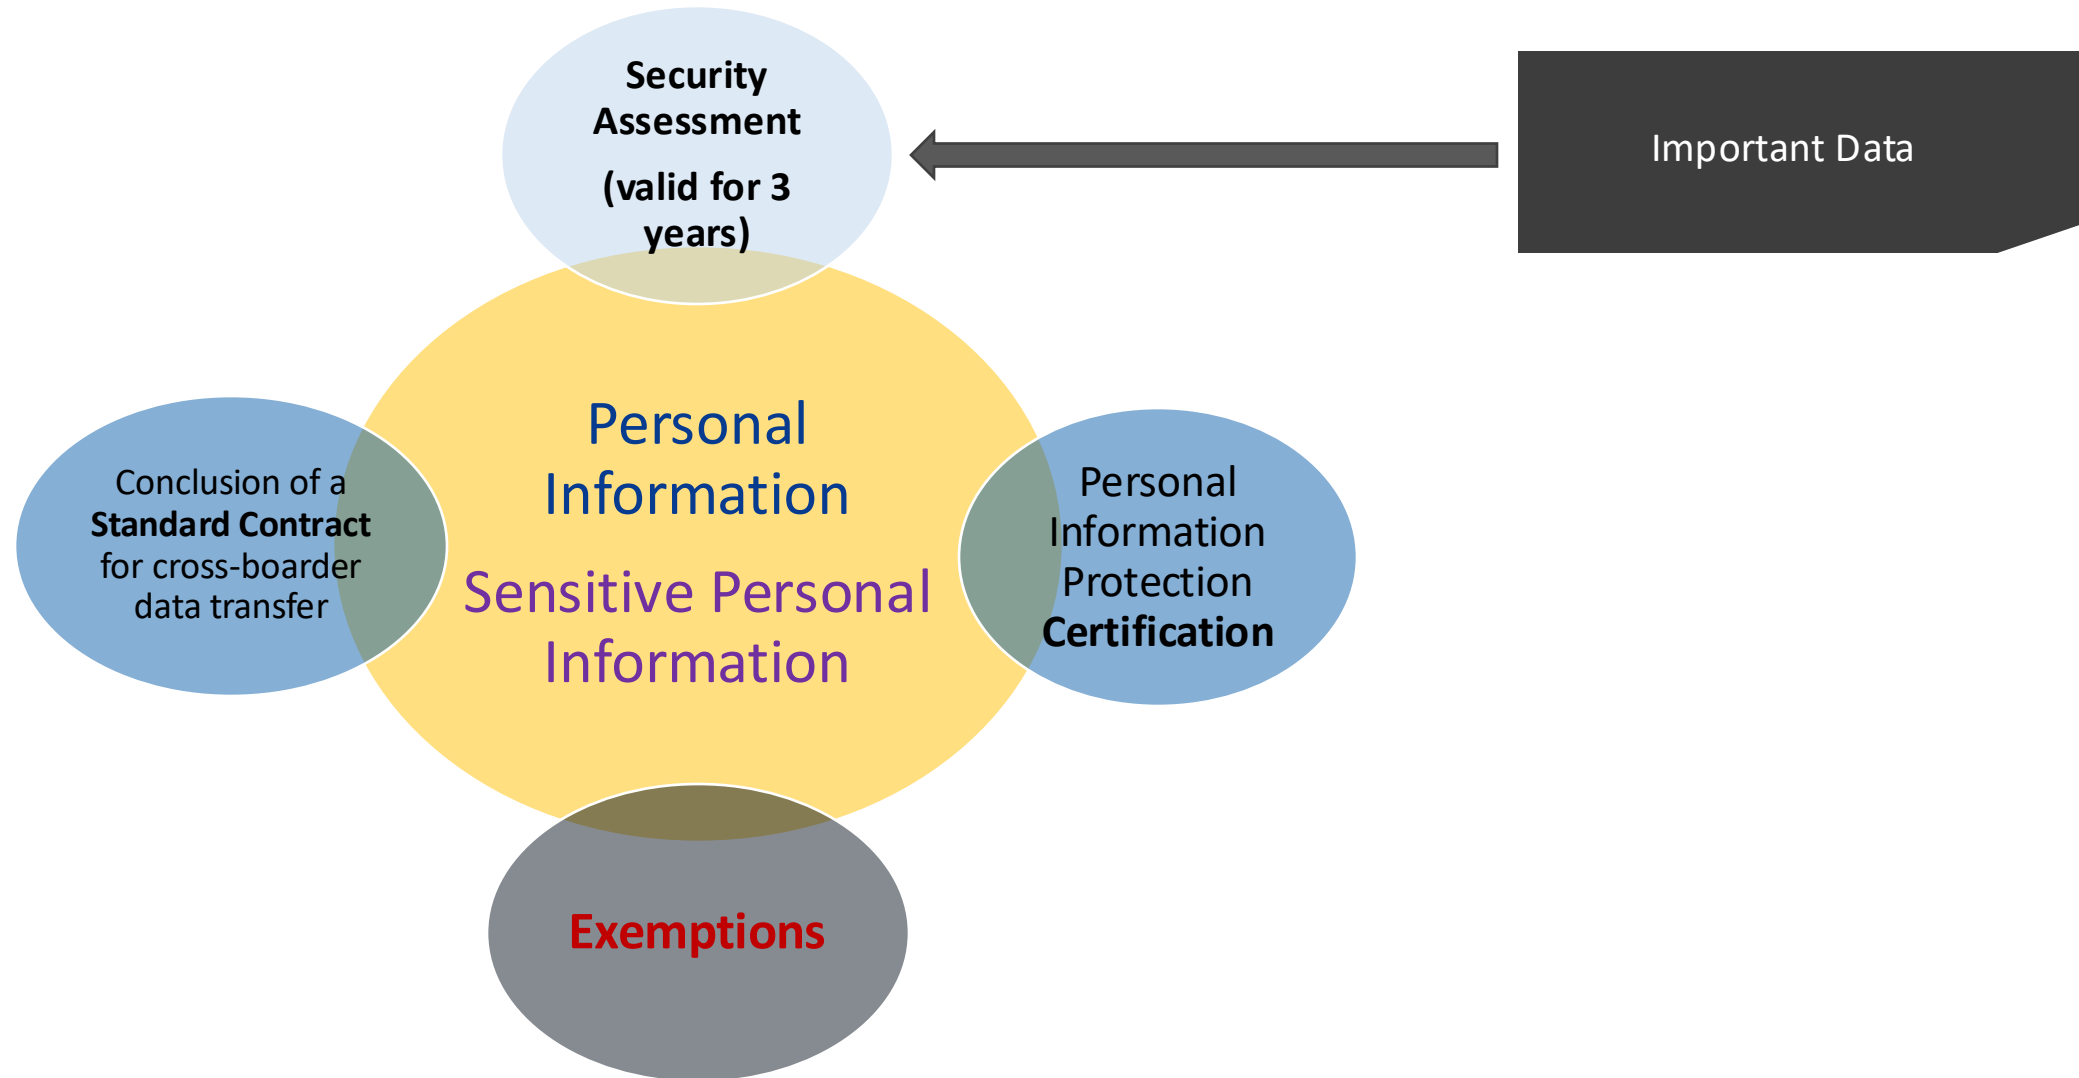 Security
Assessment
(valid for 3
years)
Important Data
Personal
Information
Sensitive Personal
Information
Conclusion of a
Standard Contract
for cross-boarder
data transfer
Personal
Information
Protection
Certification
Exemptions